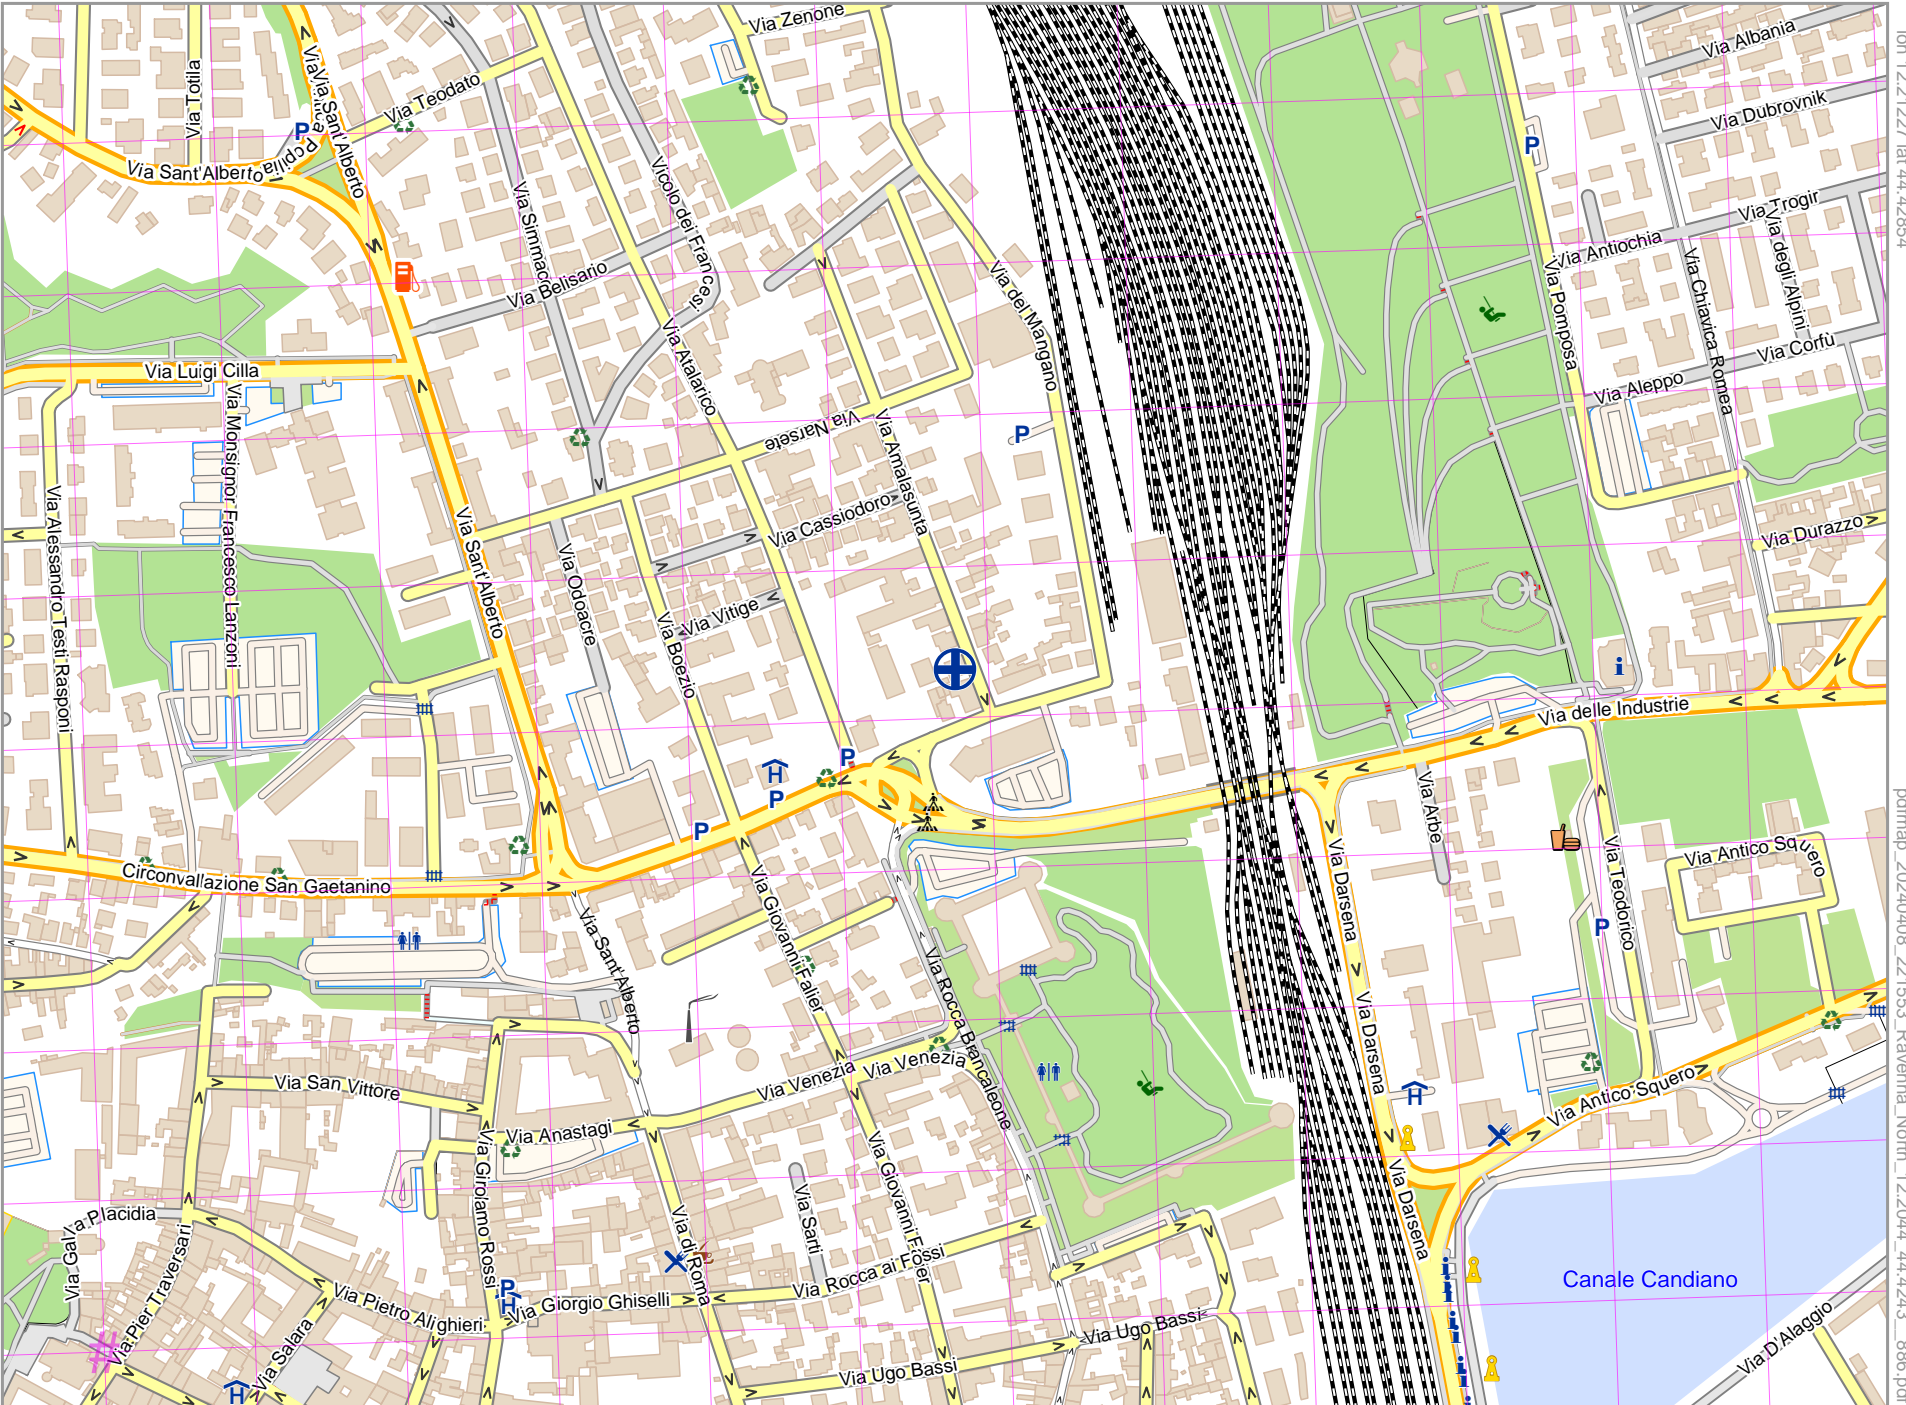 Via Zenone
Via Albania
Via Totila
Via Sant'Alberto
Via Teodato
Via Dubrovnik
P
P
Via Sant'Alberto
Popilia
Via Simmaco
Vicolo dei Francesi
Via Trogir
Via degli Alpini
Via Antiochia
Via Belisario
Via del Mangano
Via Pomposa
Via Chiavica Romea
Via Corfù
Via Luigi Cilla
Via Atalarico
Via Aleppo
Via Monsignor Francesco Lanzoni
Via Narsete
Via Amalasunta
P
Via Alessandro Testi Rasponi
Via Sant'Alberto
Via Cassiodoro
Via Durazzo
Via Odoacre
Via Vitige
Via Boezio
i
Via delle Industrie
P
H
P
P
Via Arbe
Via Darsena
Via Teodorico
Via Antico Squero
Circonvallazione San Gaetanino
Via Giovanni Falier
Via Sant'Alberto
P
Via Rocca Brancaleone
Via Darsena
Via San Vittore
Via Venezia
Via Venezia
H
Via Antico Squero
Via Anastagi
Via Girolamo Rossi
Via Giovanni Falier
Via Darsena
Via Galla Placidia
Via Pier Traversari
Via Sarti
Via di Roma
Via Rocca ai Fossi
Canale Candiano
P
H
Via Pietro Alighieri
Via Giorgio Ghiselli
Via Salara
Via Ugo Bassi
Via Ugo Bassi
Via D'Alaggio
H
i
i
i
i